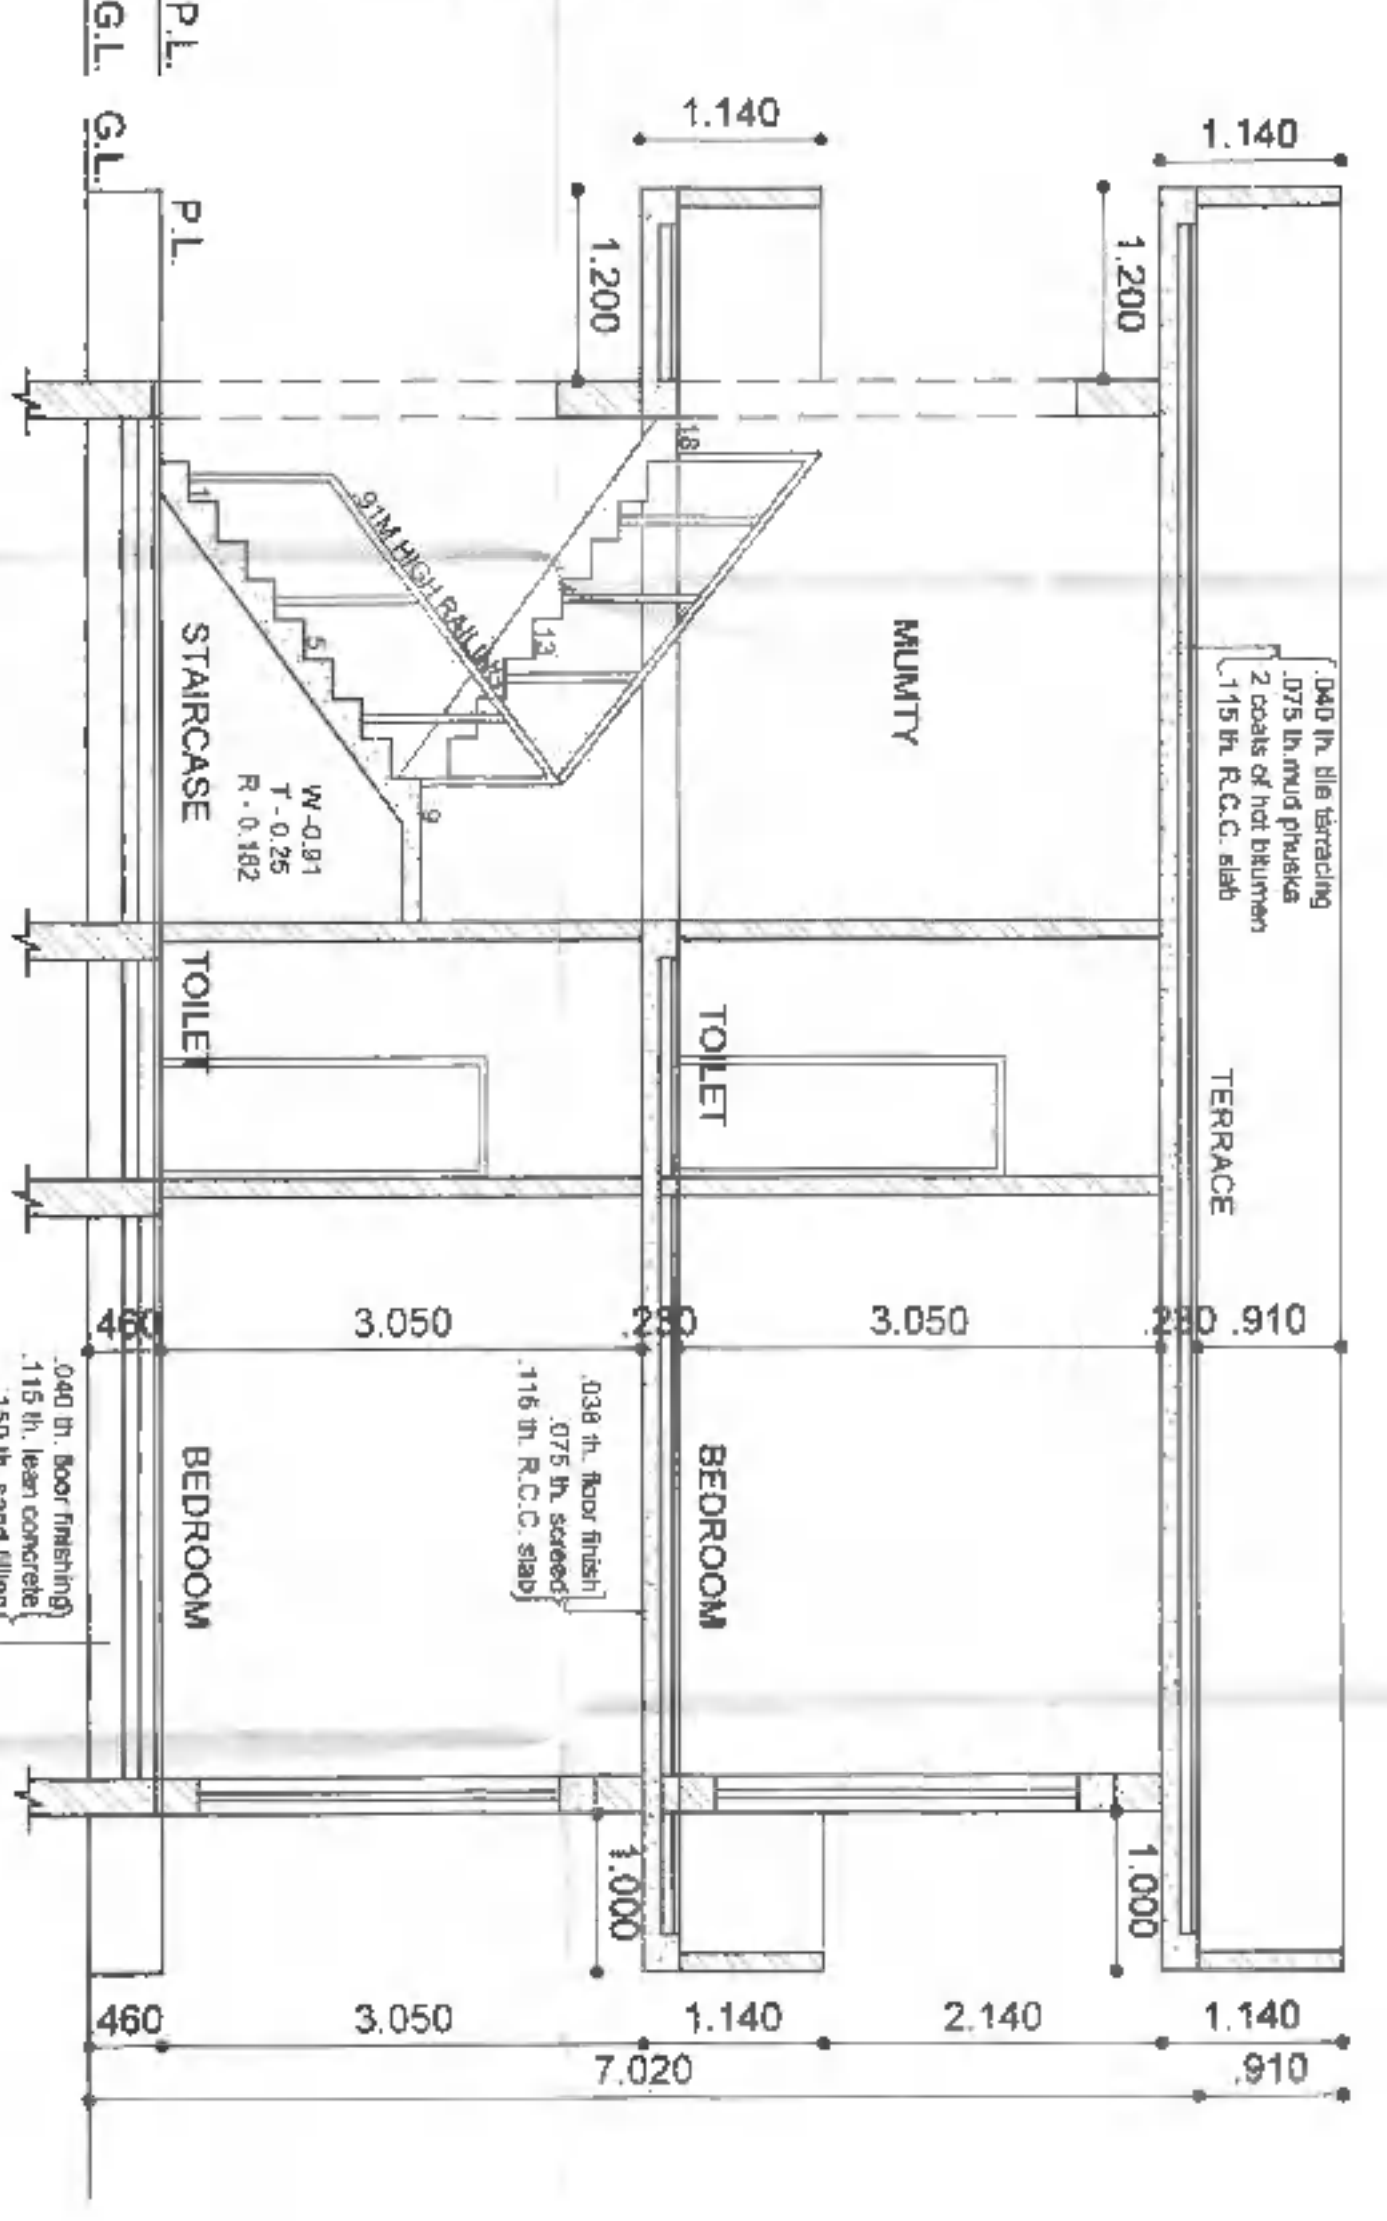 P.L.
G.L.
G.L.
P.L.
1.140
1.140
1.200
1.200
.040 th. tile terracing
.075 th. mud phuska
2 coats of hot bitumen
.115 th. R.C.C. slab
TERRACE
MUMITY
18
13
9
5
1
.91M HIGH RAILING
STAIRCASE
W -0.91
T - 0.25
R - 0.182
TOILET
TOILET
460
3.050
.230
3.050
.230
.910
.038 th. floor finish
.075 th. screed
.115 th. R.C.C. slab
BEDROOM
BEDROOM
.040 th. floor finishing
.115 th. lean concrete
1.000
1.000
460
3.050
1.140
2.140
1.140
7.020
.910